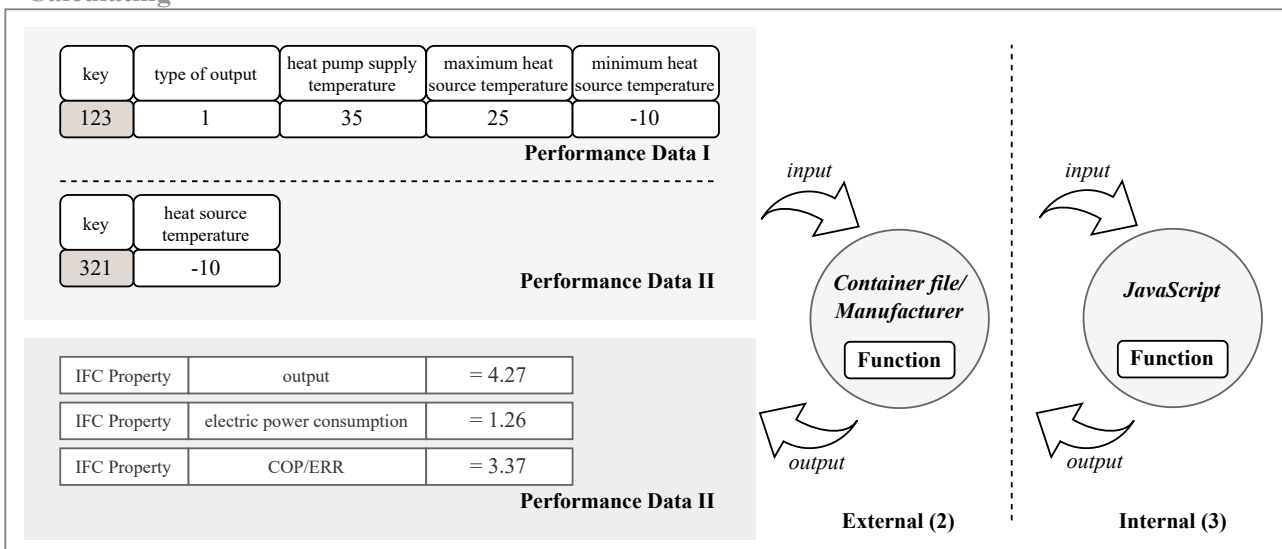 Calculating
key
type of output
heat pump supply
temperature
maximum heat
source temperature
minimum heat
source temperature
123
1
35
25
-10
Performance Data I
key
heat source
temperature
321
-10
Performance Data II
IFC Property
output
= 4.27
IFC Property
electric power consumption
= 1.26
IFC Property
COP/ERR
= 3.37
Performance Data II
input
Container file/
Manufacturer
Function
output
External (2)
input
JavaScript
Function
output
Internal (3)